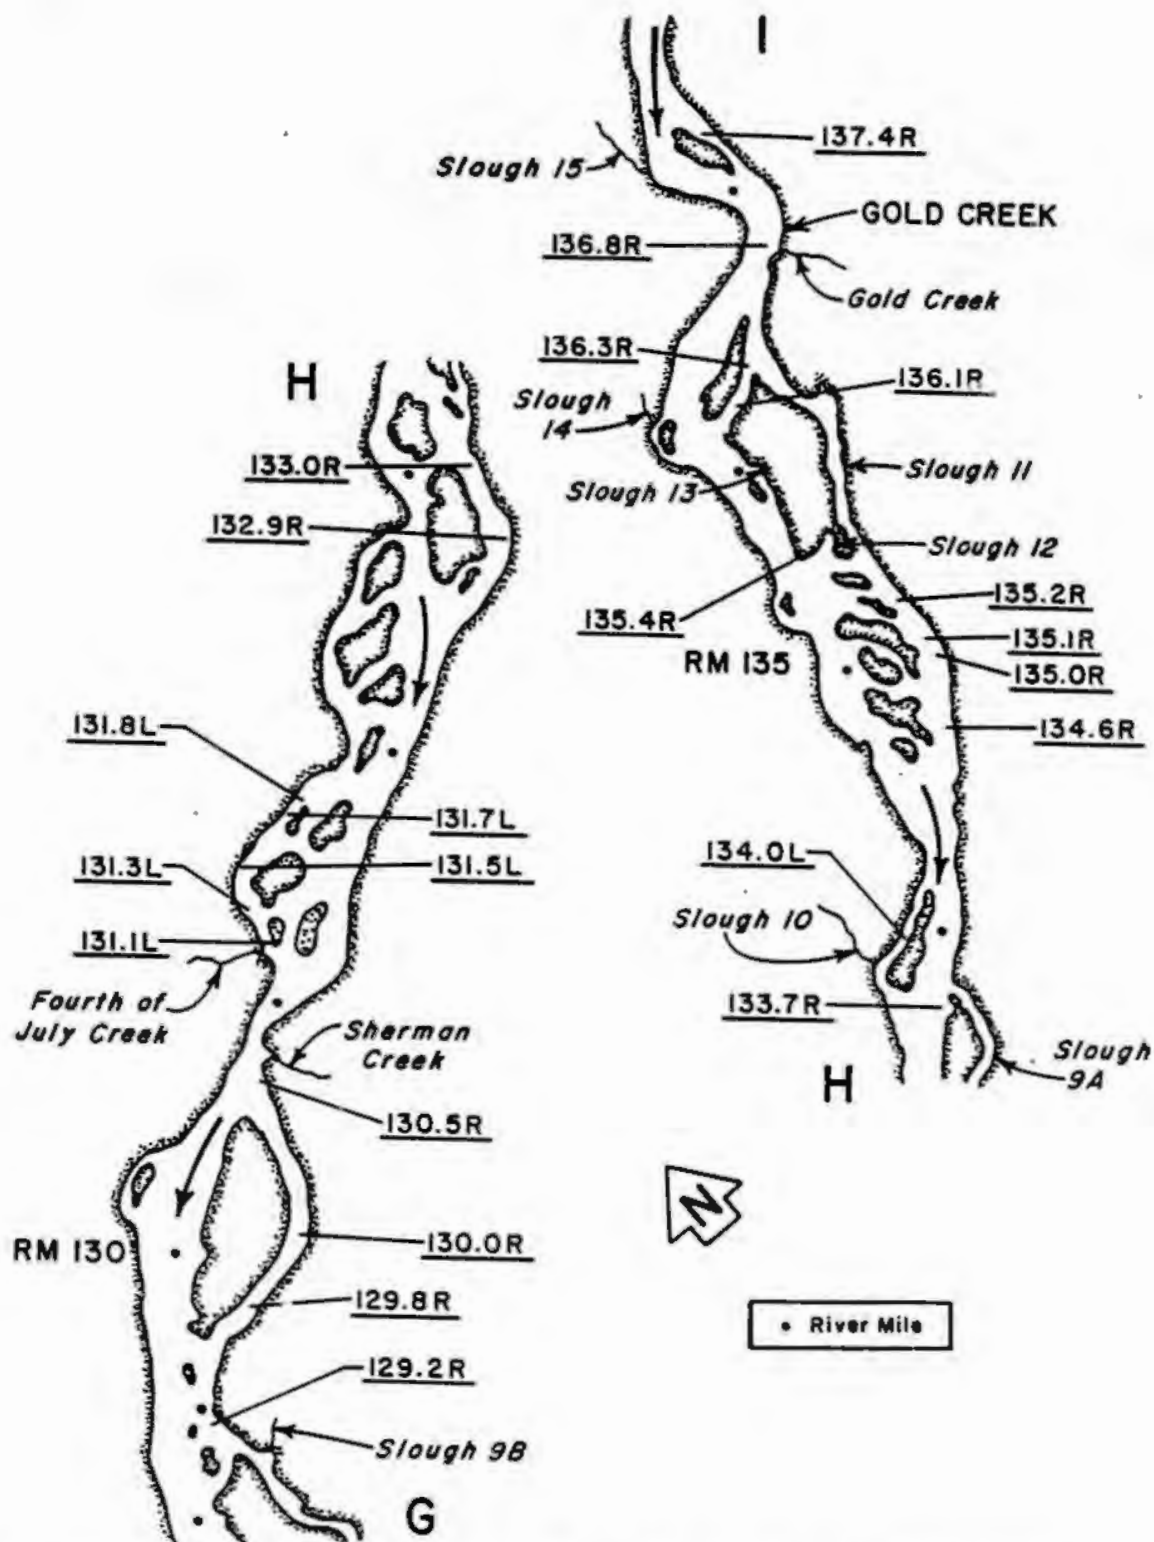 I
137.4R
Slough 15
GOLD CREEK
136.8R
Gold Creek
136.3R
136.1R
Slough
14
Slough 11
Slough 13
Slough 12
135.4R
135.2R
RM 135
135.1R
135.0R
134.6R
134.0L
Slough 10
133.7R
Slough
9A
H
H
133.0R
132.9R
131.8L
131.7L
131.3L
131.5L
131.1L
Fourth of
July Creek
Sherman
Creek
130.5R
RM 130
130.0R
129.8R
129.2R
Slough 9B
G
N
• River Mile